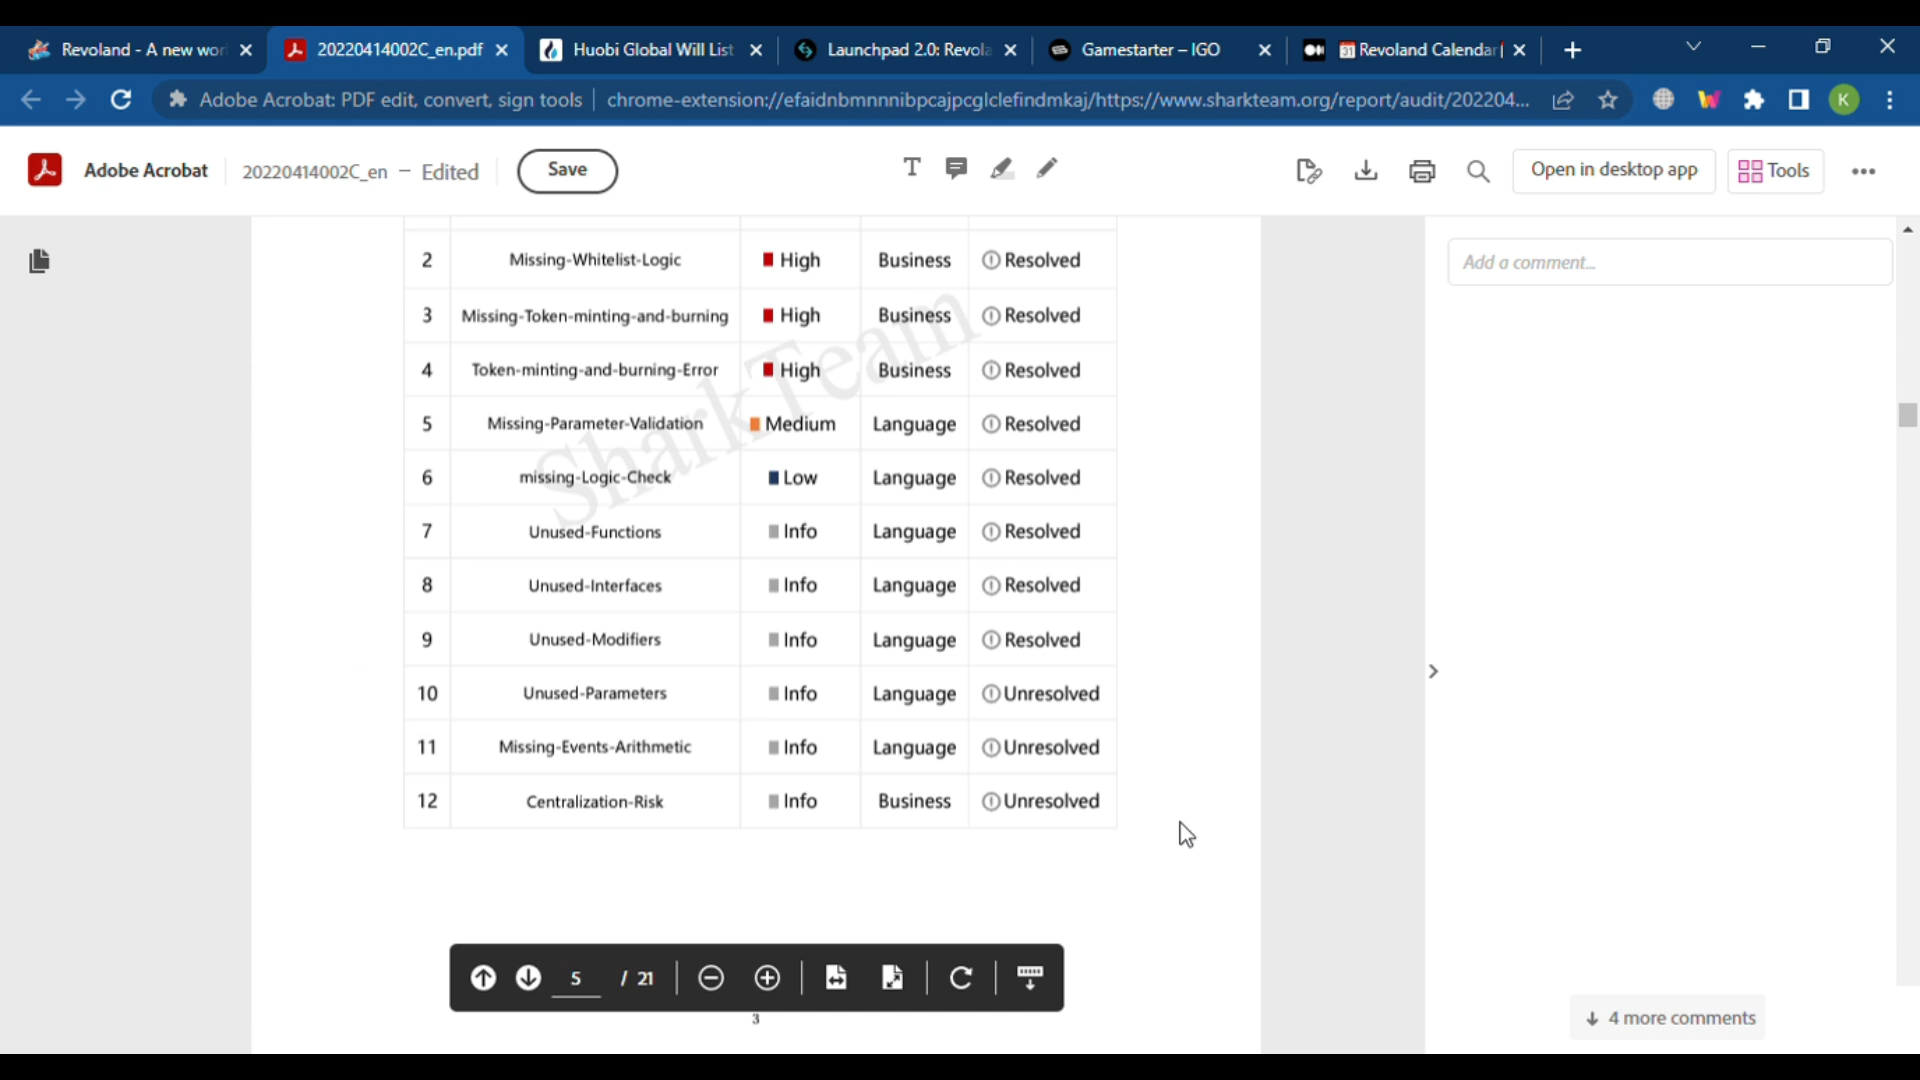 Revoland - A new wor
20220414002C_en.pdf
Huobi Global Will List
Launchpad 2.0: Revola
Gamestarter – IGO
31 Revoland Calendar
Adobe Acrobat: PDF edit, convert, sign tools | chrome-extension://efaidnbmnnnibpcajpcglclefindmkaj/https://www.sharkteam.org/report/audit/202204...
K
Adobe Acrobat
20220414002C_en – Edited
Save
Open in desktop app
Tools
Add a comment...
2 Missing-Whitelist-Logic High Business Resolved
3 Missing-Token-minting-and-burning High Business Resolved
4 Token-minting-and-burning-Error High Business Resolved
5 Missing-Parameter-Validation Medium Language Resolved
6 missing-Logic-Check Low Language Resolved
7 Unused-Functions Info Language Resolved
8 Unused-Interfaces Info Language Resolved
9 Unused-Modifiers Info Language Resolved
10 Unused-Parameters Info Language Unresolved
11 Missing-Events-Arithmetic Info Language Unresolved
12 Centralization-Risk Info Business Unresolved
SharkTeam
5 / 21
3
4 more comments